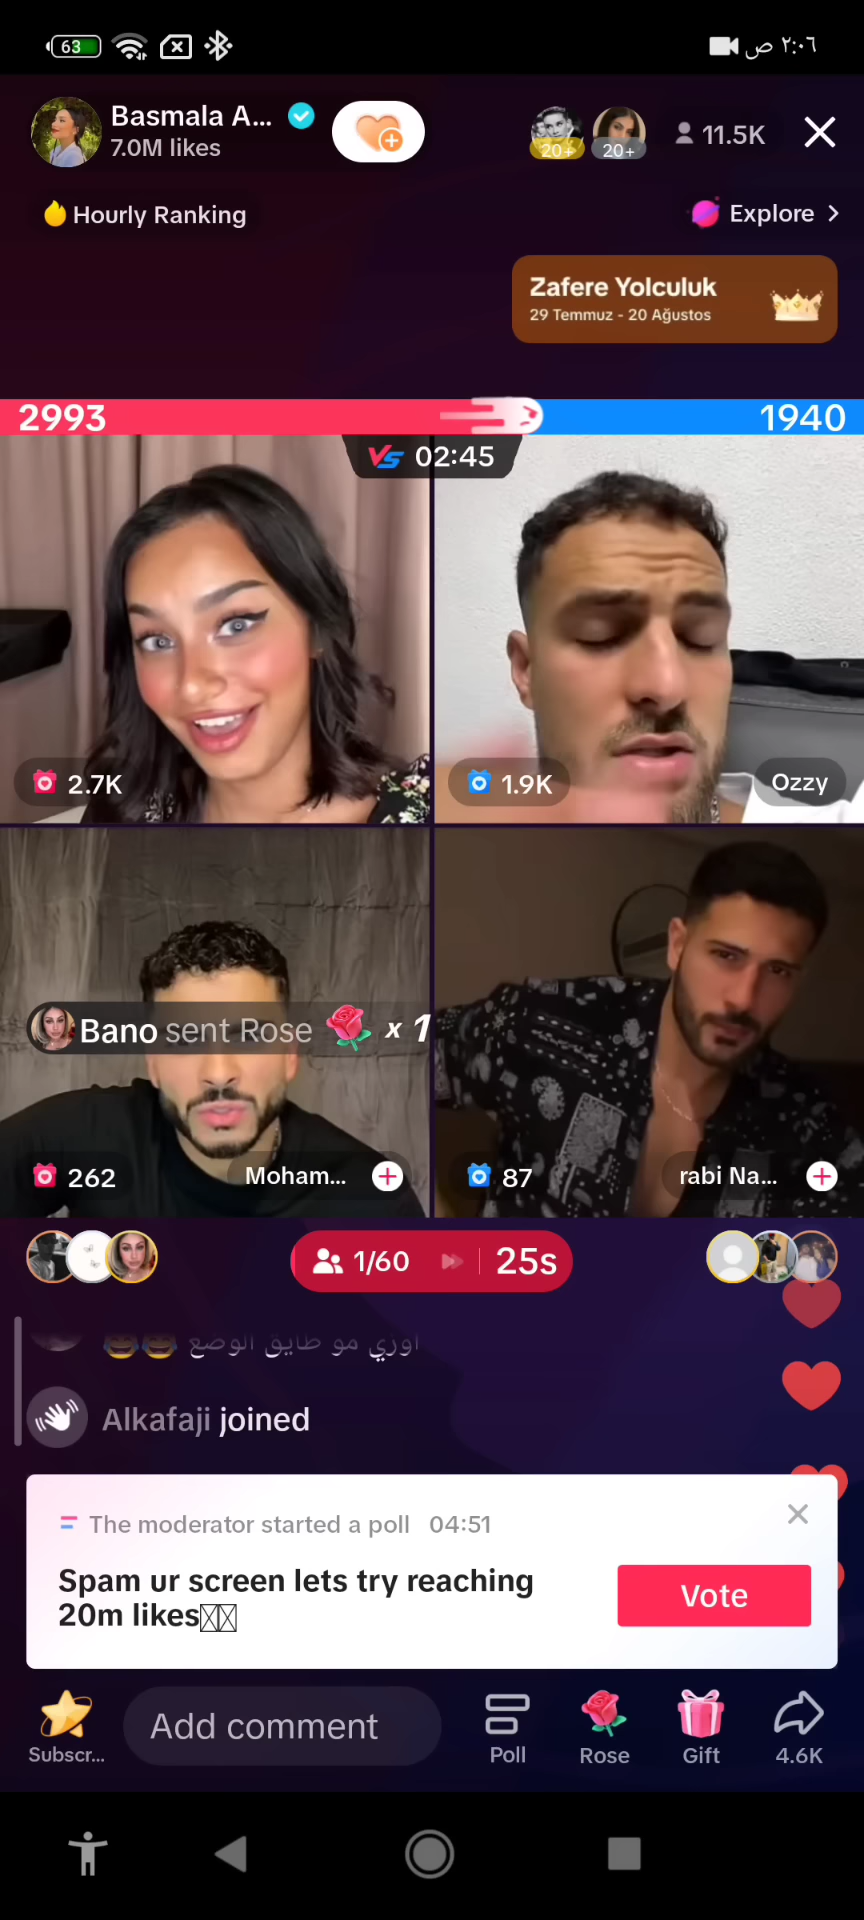 63
٢:٠٦ ص
Basmala A...
7.0M likes
20+
20+
11.5K
Hourly Ranking
Explore >
Zafere Yolculuk
29 Temmuz - 20 Ağustos
2993
1940
VS 02:45
2.7K
1.9K
Ozzy
Bano sent Rose x 1
262
Moham...
87
rabi Na...
1/60
25s
اوري مو طايق الوضع 😂😂
Alkafaji joined
The moderator started a poll 04:51
Spam ur screen lets try reaching
20m likes
Vote
Subscr...
Add comment
Poll
Rose
Gift
4.6K